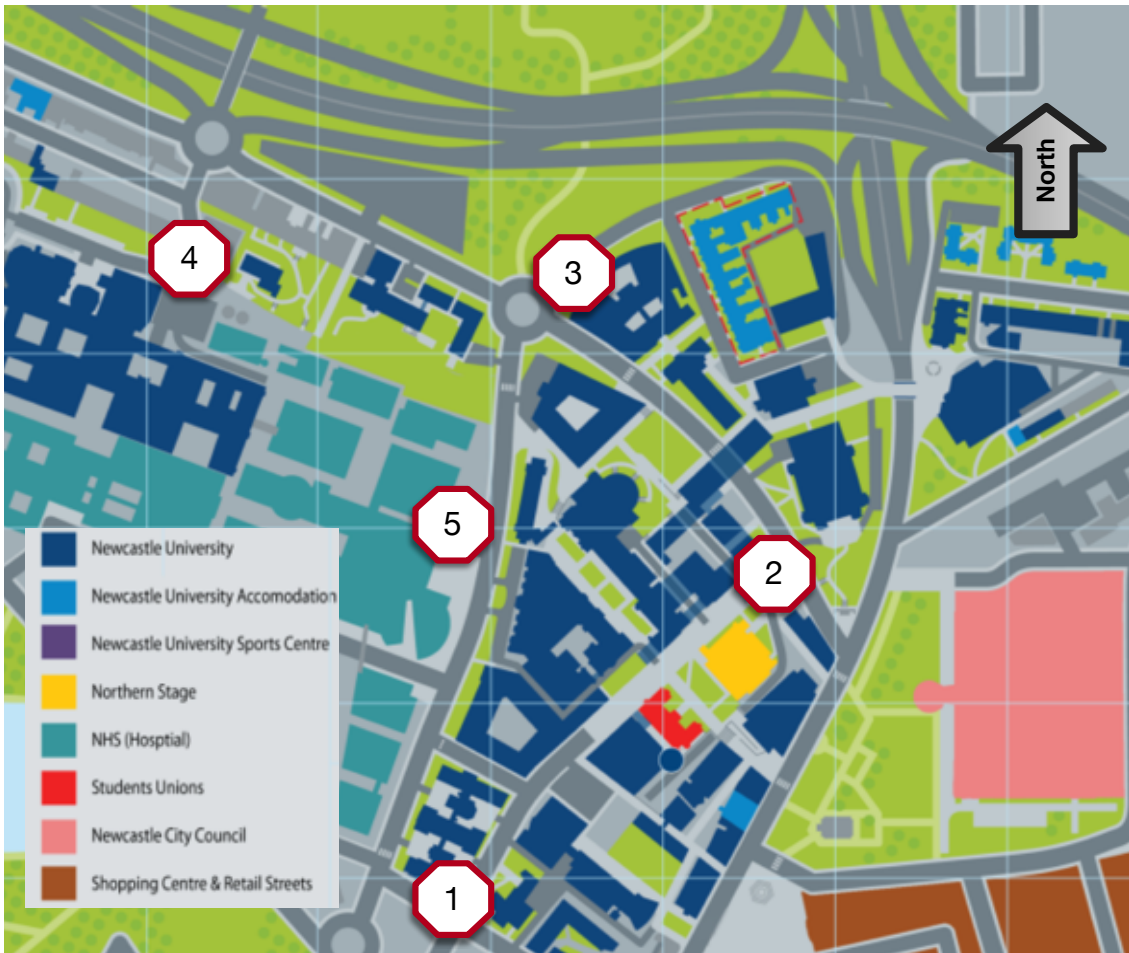 North
4
3
5
2
1
Newcastle University
Newcastle University Accomodation
Newcastle University Sports Centre
Northern Stage
NHS (Hosptial)
Students Unions
Newcastle City Council
Shopping Centre & Retail Streets